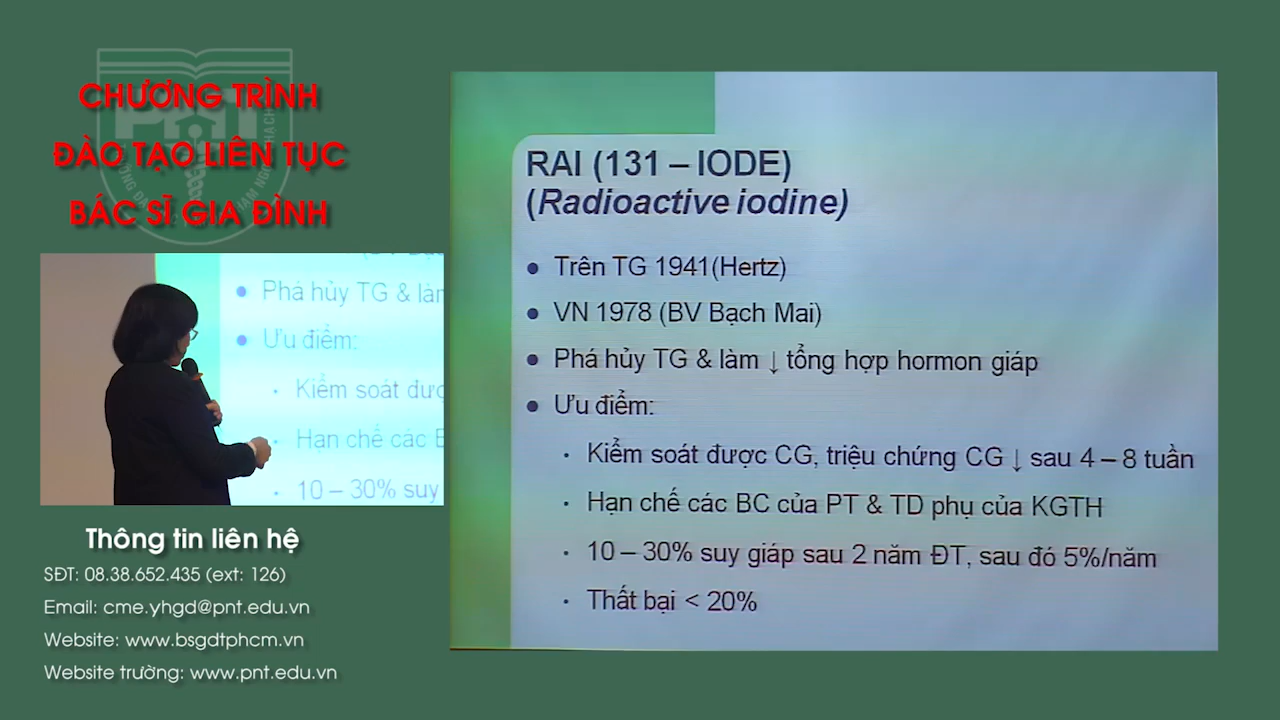 CHƯƠNG TRÌNH
ĐÀO TẠO LIÊN TỤC
BÁC SĨ GIA ĐÌNH
Phá hủy TG & làm
Ưu điểm:
Kiểm soát đượ
Hạn chế các B
10 – 30% suy
Thông tin liên hệ
SĐT: 08.38.652.435 (ext: 126)
Email: cme.yhgd@pnt.edu.vn
Website: www.bsgdtphcm.vn
Website trường: www.pnt.edu.vn
RAI (131 – IODE)
(Radioactive iodine)
Trên TG 1941(Hertz)
VN 1978 (BV Bạch Mai)
Phá hủy TG & làm ↓ tổng hợp hormon giáp
Ưu điểm:
Kiểm soát được CG, triệu chứng CG ↓ sau 4 – 8 tuần
Hạn chế các BC của PT & TD phụ của KGTH
10 – 30% suy giáp sau 2 năm ĐT, sau đó 5%/năm
Thất bại < 20%